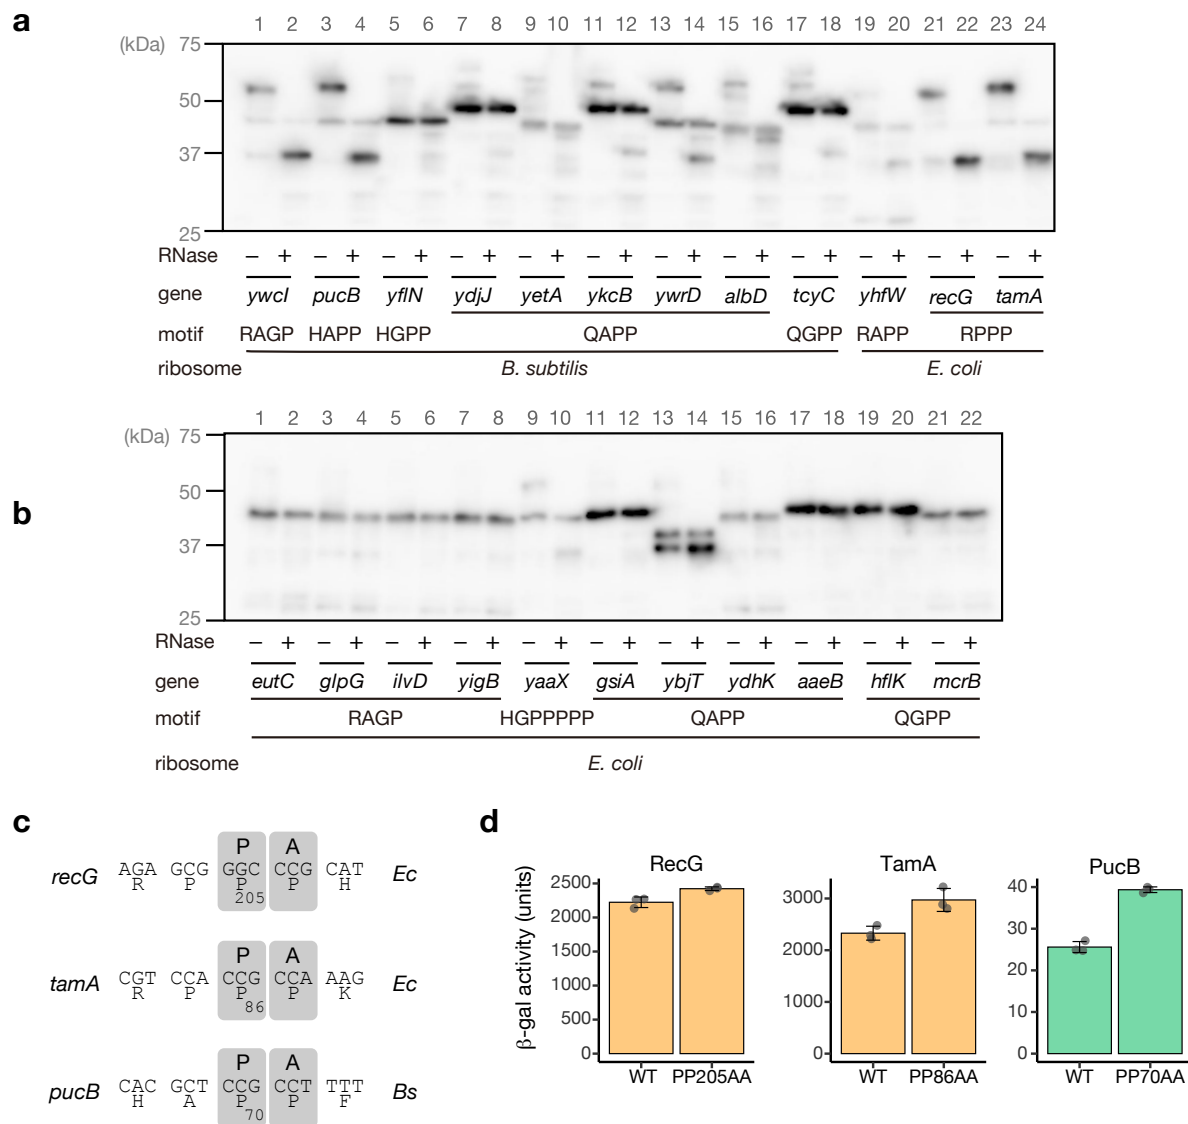 a
1 2 3 4 5 6 7 8 9 10 11 12 13 14 15 16 17 18 19 20 21 22 23 24
(kDa) 75
50
37
25
RNase – + – + – + – + – + – + – + – + – + – + – + – +
gene ywcI pucB yflN ydjJ yetA ykcB ywrD albD tcyC yhfW recG tamA
motif RAGP HAPP HGPP QAPP QGPP RAPP RPPP
ribosome B. subtilis E. coli
b
1 2 3 4 5 6 7 8 9 10 11 12 13 14 15 16 17 18 19 20 21 22
(kDa) 75
50
37
25
RNase – + – + – + – + – + – + – + – + – + – + – +
gene eutC glpG ilvD yigB yaaX gsiA ybjT ydhK aaeB hflK mcrB
motif RAGP HGPPPPP QAPP QGPP
ribosome E. coli
c
P A
recG AGA GCG GGC CCG CAT Ec
R P P P H
205
P A
tamA CGT CCA CCG CCA AAG Ec
R P P P K
86
P A
pucB CAC GCT CCG CCT TTT Bs
H A P P F
70
d
RecG
β-gal activity (units)
2500
2000
1500
1000
500
0
WT PP205AA
TamA
3000
2000
1000
0
WT PP86AA
PucB
40
30
20
10
0
WT PP70AA